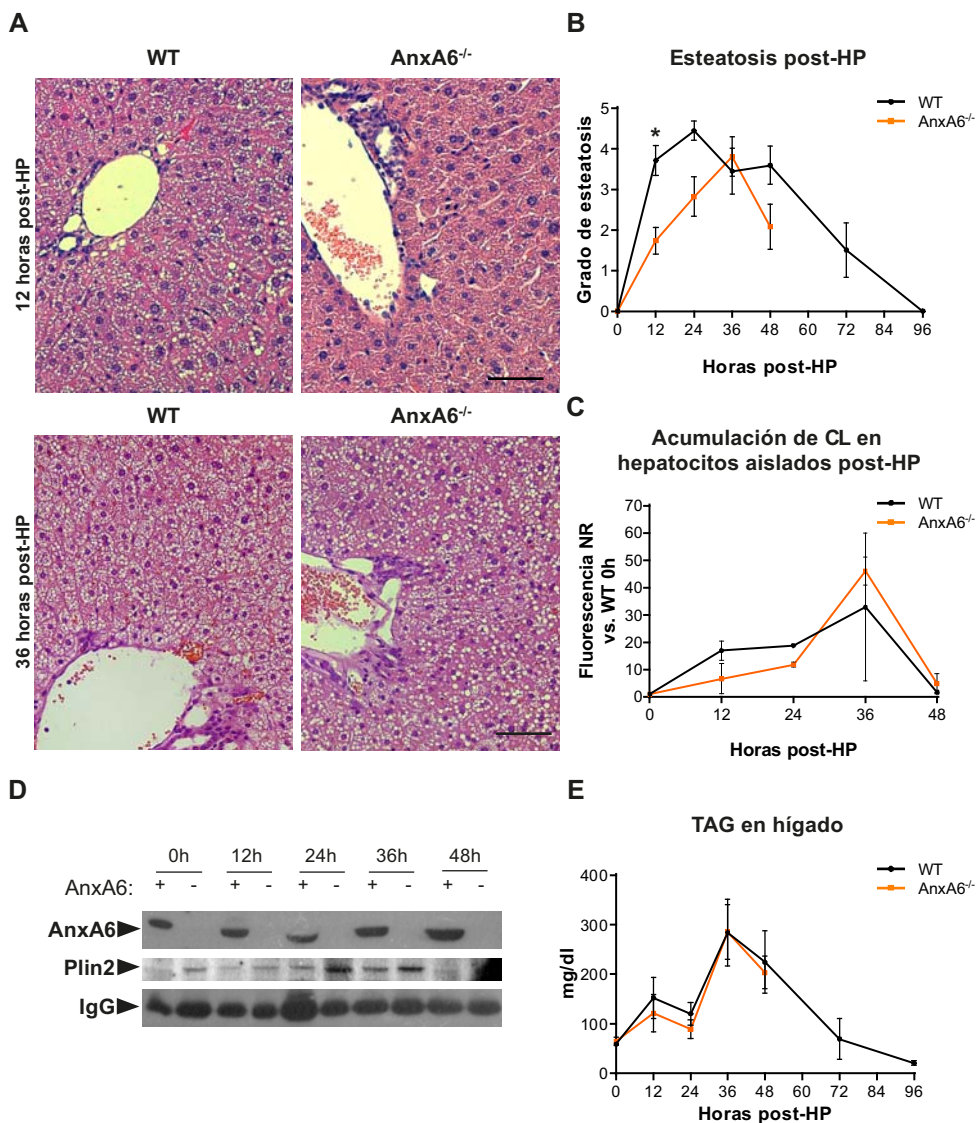 A
WT
AnxA6-/-
12 horas post-HP
WT
AnxA6-/-
36 horas post-HP
B
Esteatosis post-HP
WT
AnxA6-/-
Grado de esteatosis
5
4
3
2
1
0
*
0 12 24 36 48 72 84 96
Horas post-HP
C
Acumulación de CL en
hepatocitos aislados post-HP
WT
AnxA6-/-
Fluorescencia NR
vs. WT 0h
70
60
50
40
30
20
10
0
0 12 24 36 48
Horas post-HP
D
0h 12h 24h 36h 48h
AnxA6: + - + - + - + - + -
AnxA6
Plin2
IgG
E
TAG en hígado
WT
AnxA6-/-
mg/dl
400
300
200
100
0
0 12 24 36 48 60 72 84 96
Horas post-HP